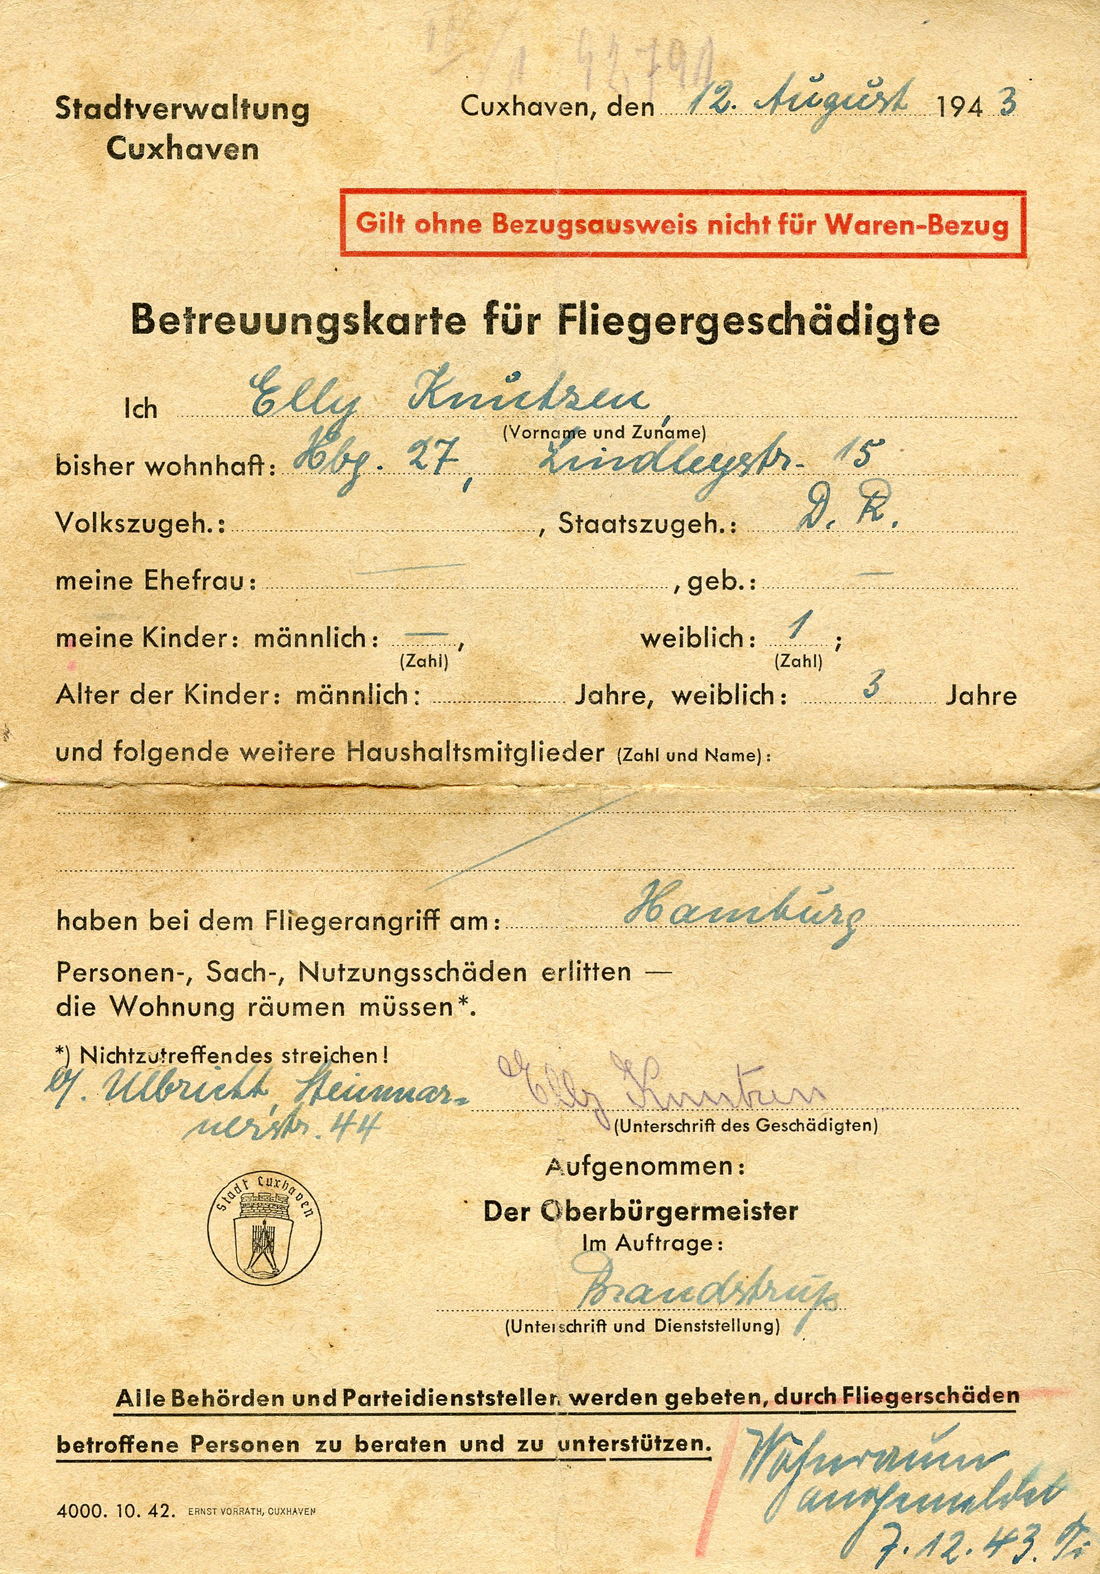 42791
Stadtverwaltung
Cuxhaven
Cuxhaven, den 12. August 1943
Gilt ohne Bezugsausweis nicht für Waren-Bezug
Betreuungskarte für Fliegergeschädigte
Ich Elly Knutzen,
(Vorname und Zuname)
bisher wohnhaft: Hbg. 27, Lindleystr. 15
Volkszugeh.: , Staatszugeh.: D. R.
meine Ehefrau: — , geb.: —
meine Kinder: männlich: —, weiblich: 1 ;
(Zahl) (Zahl)
Alter der Kinder: männlich: Jahre, weiblich: 3 Jahre
und folgende weitere Haushaltsmitglieder (Zahl und Name):
haben bei dem Fliegerangriff am: Hamburg
Personen-, Sach-, Nutzungsschäden erlitten —
die Wohnung räumen müssen*.
*) Nichtzutreffendes streichen!
b/. Ulbricht, Steinmar-
nerstr. 44
Elly Knutzen
(Unterschrift des Geschädigten)
Aufgenommen:
Der Oberbürgermeister
Im Auftrage:
Stadt Cuxhaven
Brandstrup
(Unterschrift und Dienststellung)
Alle Behörden und Parteidienststellen werden gebeten, durch Fliegerschäden
betroffene Personen zu beraten und zu unterstützen.
Wohnraum
angemeldet
7.12.43.
4000. 10. 42. ERNST VORRATH, CUXHAVEN